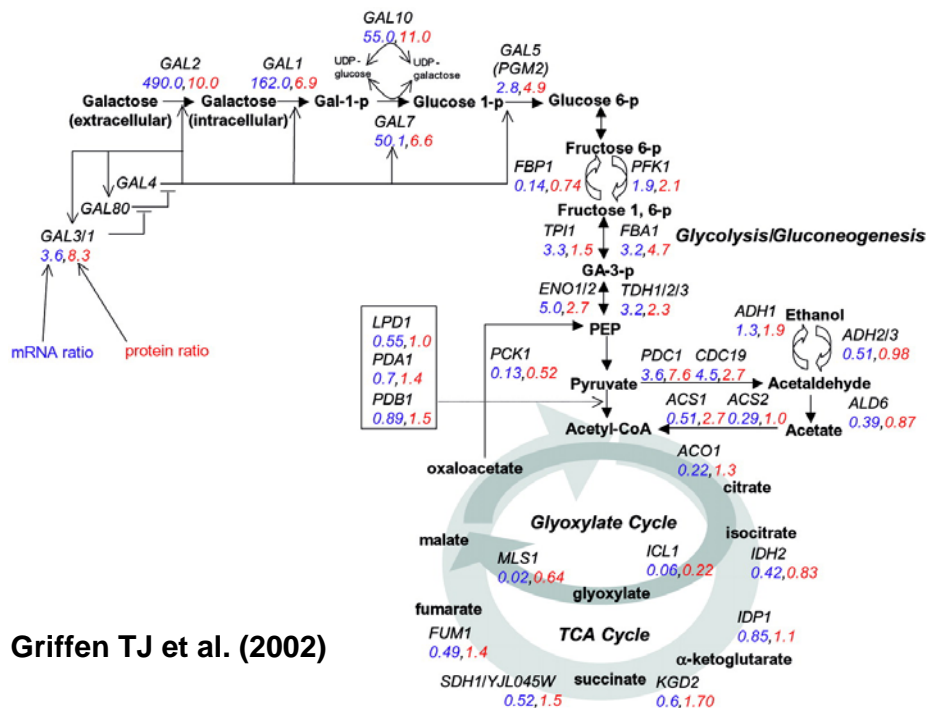 GAL10
55.0,11.0
GAL5
(PGM2)
2.8,4.9
GAL2
490.0,10.0
GAL1
162.0,6.9
UDP-
glucose
UDP-
galactose
Galactose
(extracellular)
Galactose
(intracellular)
Gal-1-p
Glucose 1-p
Glucose 6-p
GAL7
50.1,6.6
Fructose 6-p
FBP1
0.14,0.74
PFK1
1.9,2.1
GAL4
GAL80
Fructose 1, 6-p
GAL3/1
3.6,8.3
TPI1
3.3,1.5
FBA1
3.2,4.7
Glycolysis/Gluconeogenesis
GA-3-p
ENO1/2
5.0,2.7
TDH1/2/3
3.2,2.3
mRNA ratio
protein ratio
LPD1
0.55,1.0
PDA1
0.7,1.4
PDB1
0.89,1.5
PEP
ADH1
1.3,1.9
Ethanol
ADH2/3
0.51,0.98
PCK1
0.13,0.52
PDC1 CDC19
3.6,7.6 4.5,2.7
Pyruvate
Acetaldehyde
ACS1 ACS2
0.51,2.7 0.29,1.0
ALD6
0.39,0.87
Acetyl-CoA
Acetate
oxaloacetate
ACO1
0.22,1.3
citrate
Glyoxylate Cycle
malate
isocitrate
MLS1
0.02,0.64
ICL1
0.06,0.22
IDH2
0.42,0.83
glyoxylate
fumarate
FUM1
0.49,1.4
TCA Cycle
IDP1
0.85,1.1
Griffen TJ et al. (2002)
α-ketoglutarate
SDH1/YJL045W
0.52,1.5
succinate
KGD2
0.6,1.70